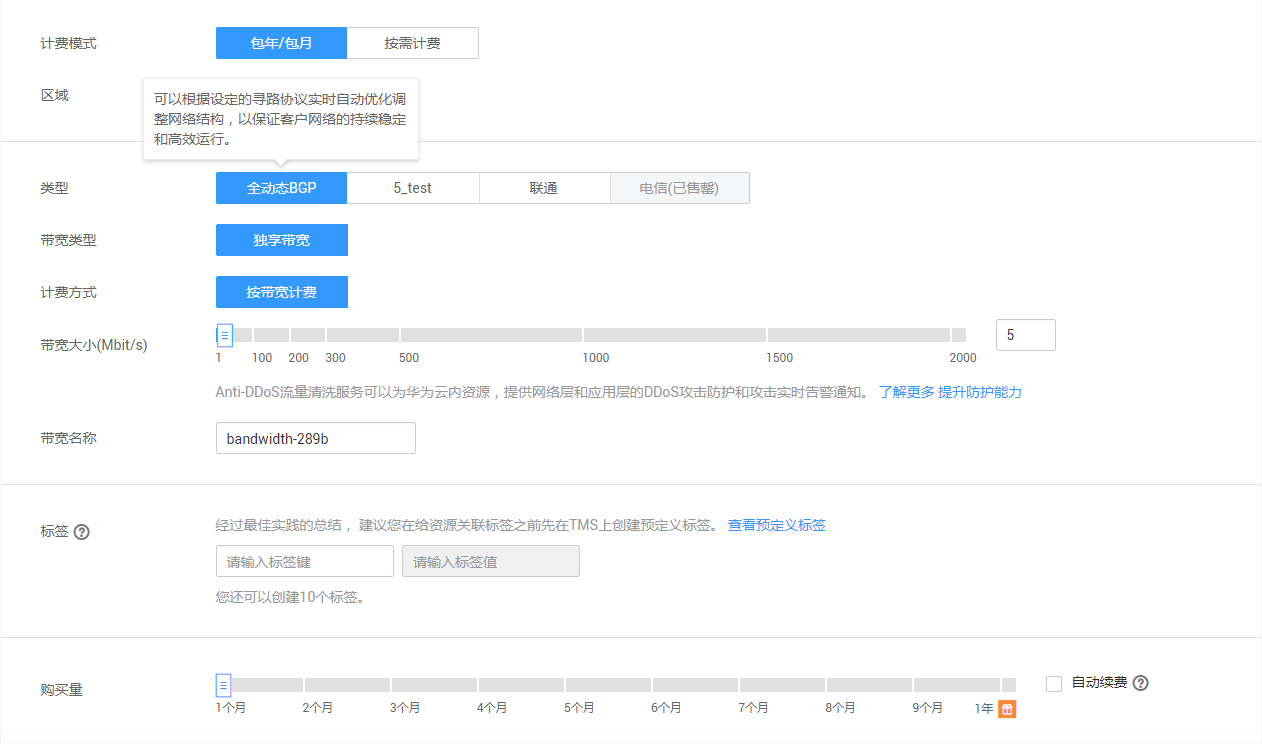 计费模式
包年/包月
按需计费
区域
可以根据设定的寻路协议实时自动优化调
整网络结构，以保证客户网络的持续稳定
和高效运行。
类型
全动态BGP
5_test
联通
电信(已售罄)
带宽类型
独享带宽
计费方式
按带宽计费
带宽大小(Mbit/s)
1 100 200 300 500 1000 1500 2000
5
Anti-DDoS流量清洗服务可以为华为云内资源，提供网络层和应用层的DDoS攻击防护和攻击实时告警通知。 了解更多 提升防护能力
带宽名称
bandwidth-289b
标签 ?
经过最佳实践的总结， 建议您在给资源关联标签之前先在TMS上创建预定义标签。 查看预定义标签
请输入标签键
请输入标签值
您还可以创建10个标签。
购买量
1个月 2个月 3个月 4个月 5个月 6个月 7个月 8个月 9个月 1年
自动续费 ?